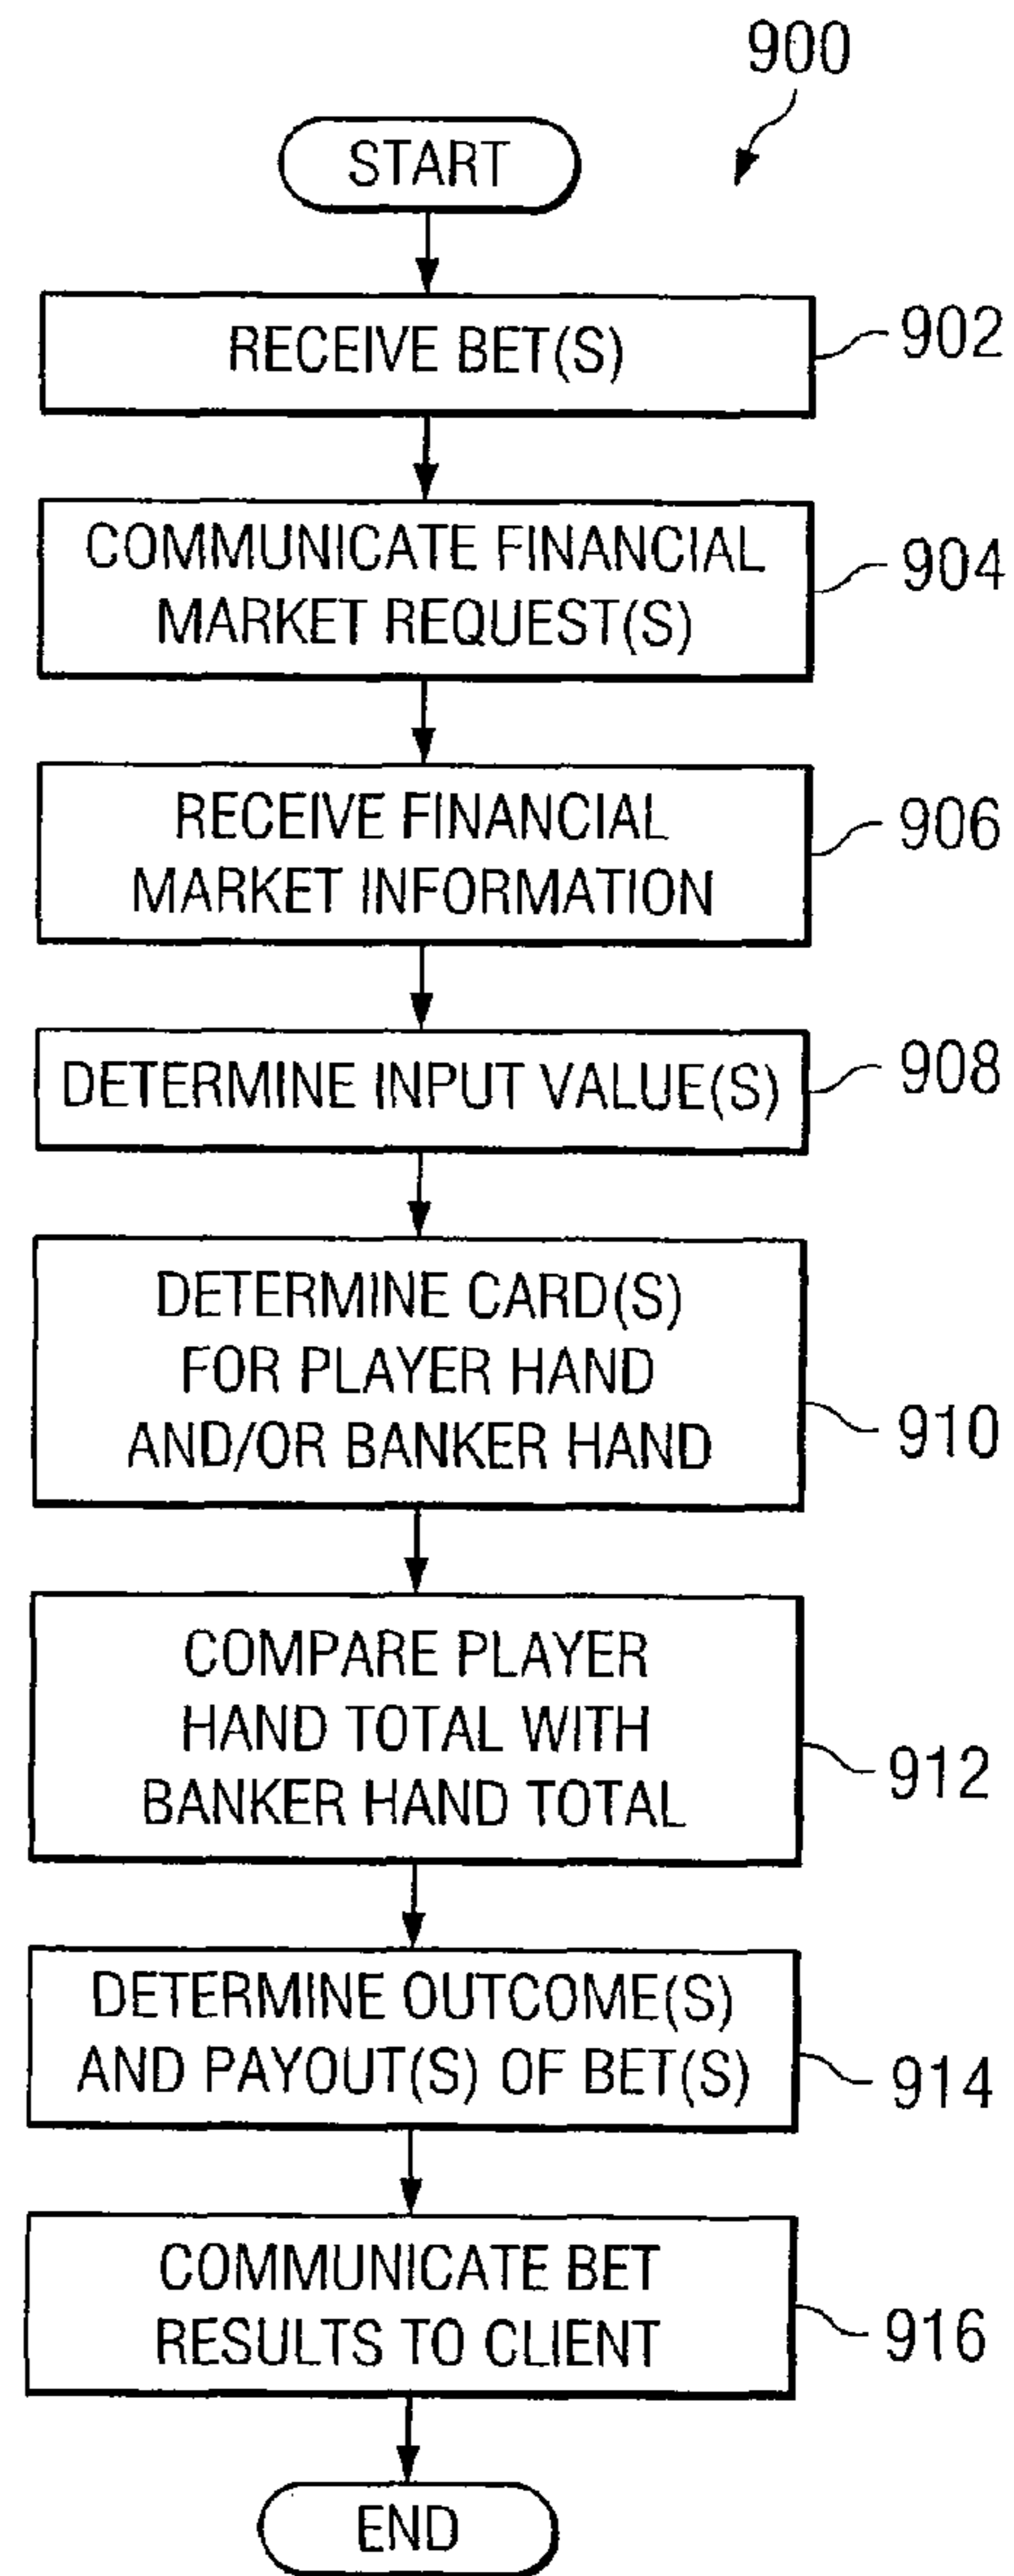 900
START
RECEIVE BET(S)
902
COMMUNICATE FINANCIAL
MARKET REQUEST(S)
904
RECEIVE FINANCIAL
MARKET INFORMATION
906
DETERMINE INPUT VALUE(S)
908
DETERMINE CARD(S)
FOR PLAYER HAND
AND/OR BANKER HAND
910
COMPARE PLAYER
HAND TOTAL WITH
BANKER HAND TOTAL
912
DETERMINE OUTCOME(S)
AND PAYOUT(S) OF BET(S)
914
COMMUNICATE BET
RESULTS TO CLIENT
916
END